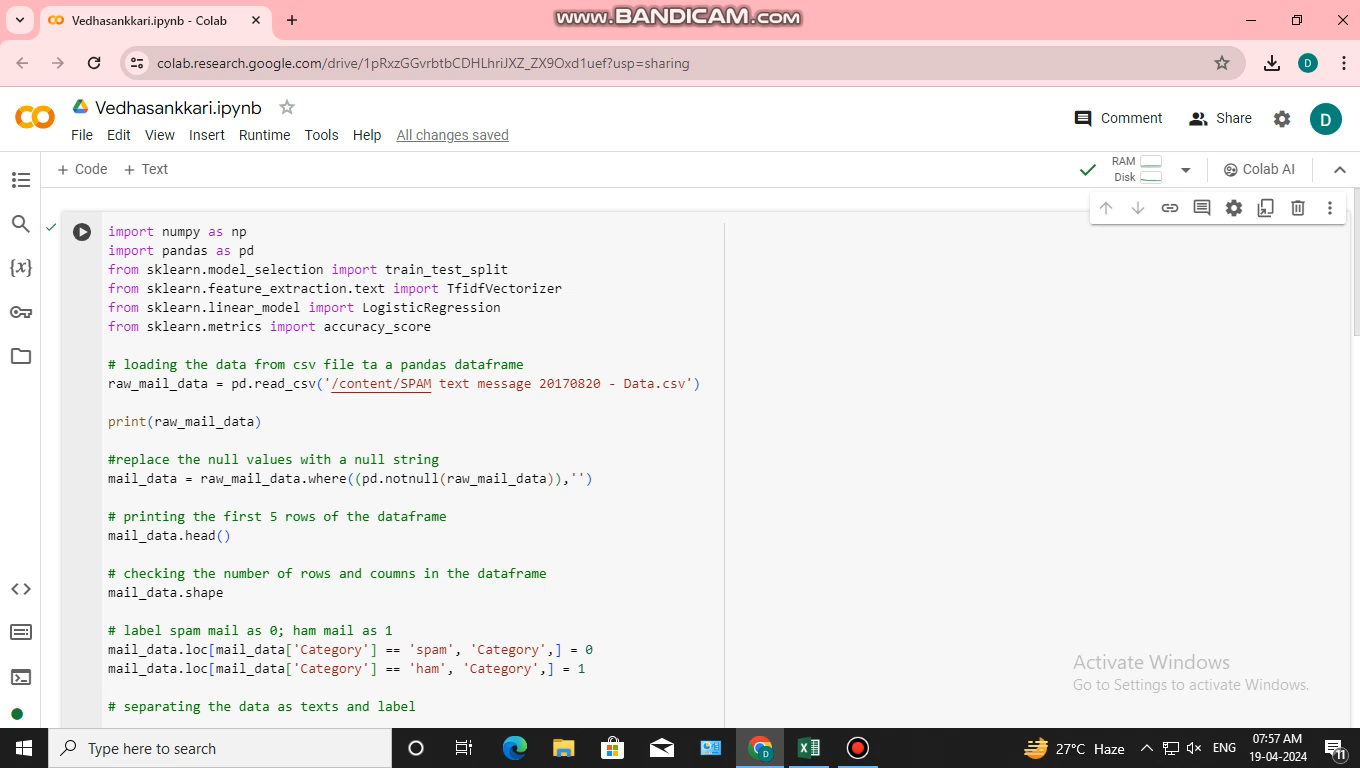 www.BANDICAM.com
Vedhasankkari.ipynb - Colab
colab.research.google.com/drive/1pRxzGGvrbtbCDHLhriJXZ_ZX9Oxd1uef?usp=sharing
D
Vedhasankkari.ipynb
Comment
Share
D
File Edit View Insert Runtime Tools Help All changes saved
+ Code + Text
RAM
Disk
Colab AI
{x}
import numpy as np
import pandas as pd
from sklearn.model_selection import train_test_split
from sklearn.feature_extraction.text import TfidfVectorizer
from sklearn.linear_model import LogisticRegression
from sklearn.metrics import accuracy_score
# loading the data from csv file ta a pandas dataframe
raw_mail_data = pd.read_csv('/content/SPAM text message 20170820 - Data.csv')
print(raw_mail_data)
#replace the null values with a null string
mail_data = raw_mail_data.where((pd.notnull(raw_mail_data)),'')
# printing the first 5 rows of the dataframe
mail_data.head()
# checking the number of rows and coumns in the dataframe
mail_data.shape
# label spam mail as 0; ham mail as 1
mail_data.loc[mail_data['Category'] == 'spam', 'Category',] = 0
mail_data.loc[mail_data['Category'] == 'ham', 'Category',] = 1
# separating the data as texts and label
Activate Windows
Go to Settings to activate Windows.
Type here to search
27°C Haze
ENG
07:57 AM
19-04-2024
11